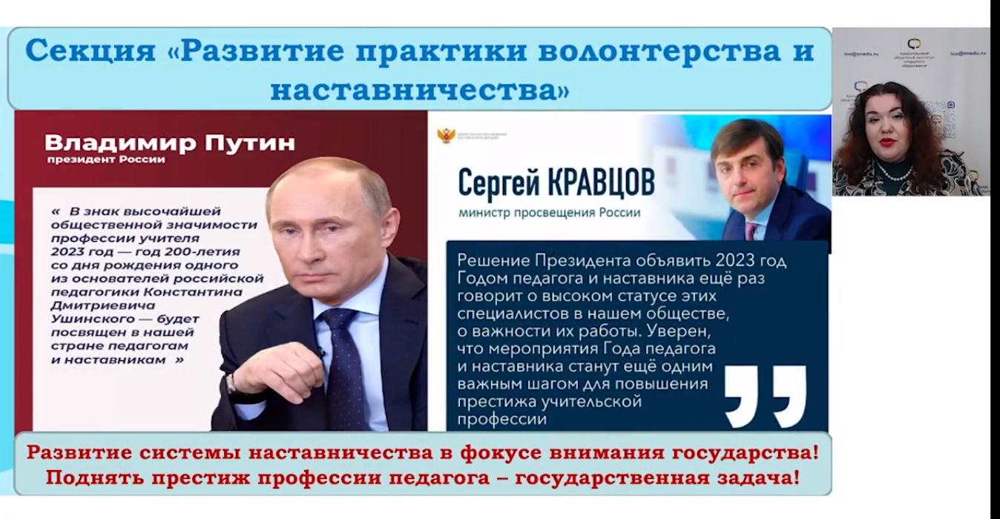 Секция «Развитие практики волонтерства и
наставничества»
Владимир Путин
президент России
« В знак высочайшей
общественной значимости
профессии учителя
2023 год — год 200-летия
со дня рождения одного
из основателей российской
педагогики Константина
Дмитриевича
Ушинского — будет
посвящен в нашей
стране педагогам
и наставникам »
Сергей КРАВЦОВ
министр просвещения России
Решение Президента объявить 2023 год
Годом педагога и наставника ещё раз
говорит о высоком статусе этих
специалистов в нашем обществе,
о важности их работы. Уверен,
что мероприятия Года педагога
и наставника станут ещё одним
важным шагом для повышения
престижа учительской
профессии
Развитие системы наставничества в фокусе внимания государства!
Поднять престиж профессии педагога – государственная задача!